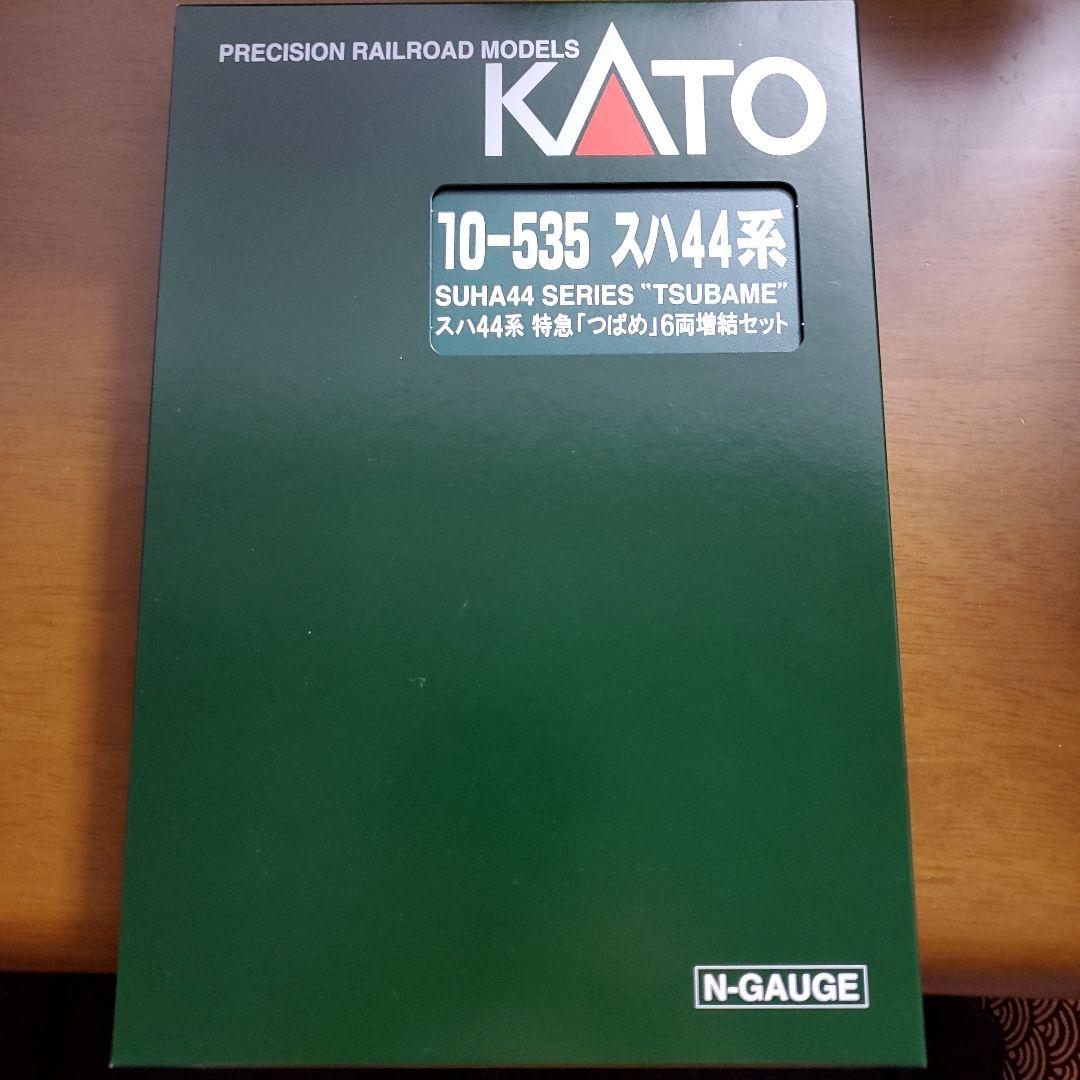 PRECISION RAILROAD MODELS
KATO
10-535 スハ44系
SUHA44 SERIES "TSUBAME"
スハ44系 特急「つばめ」6両増結セット
N-GAUGE